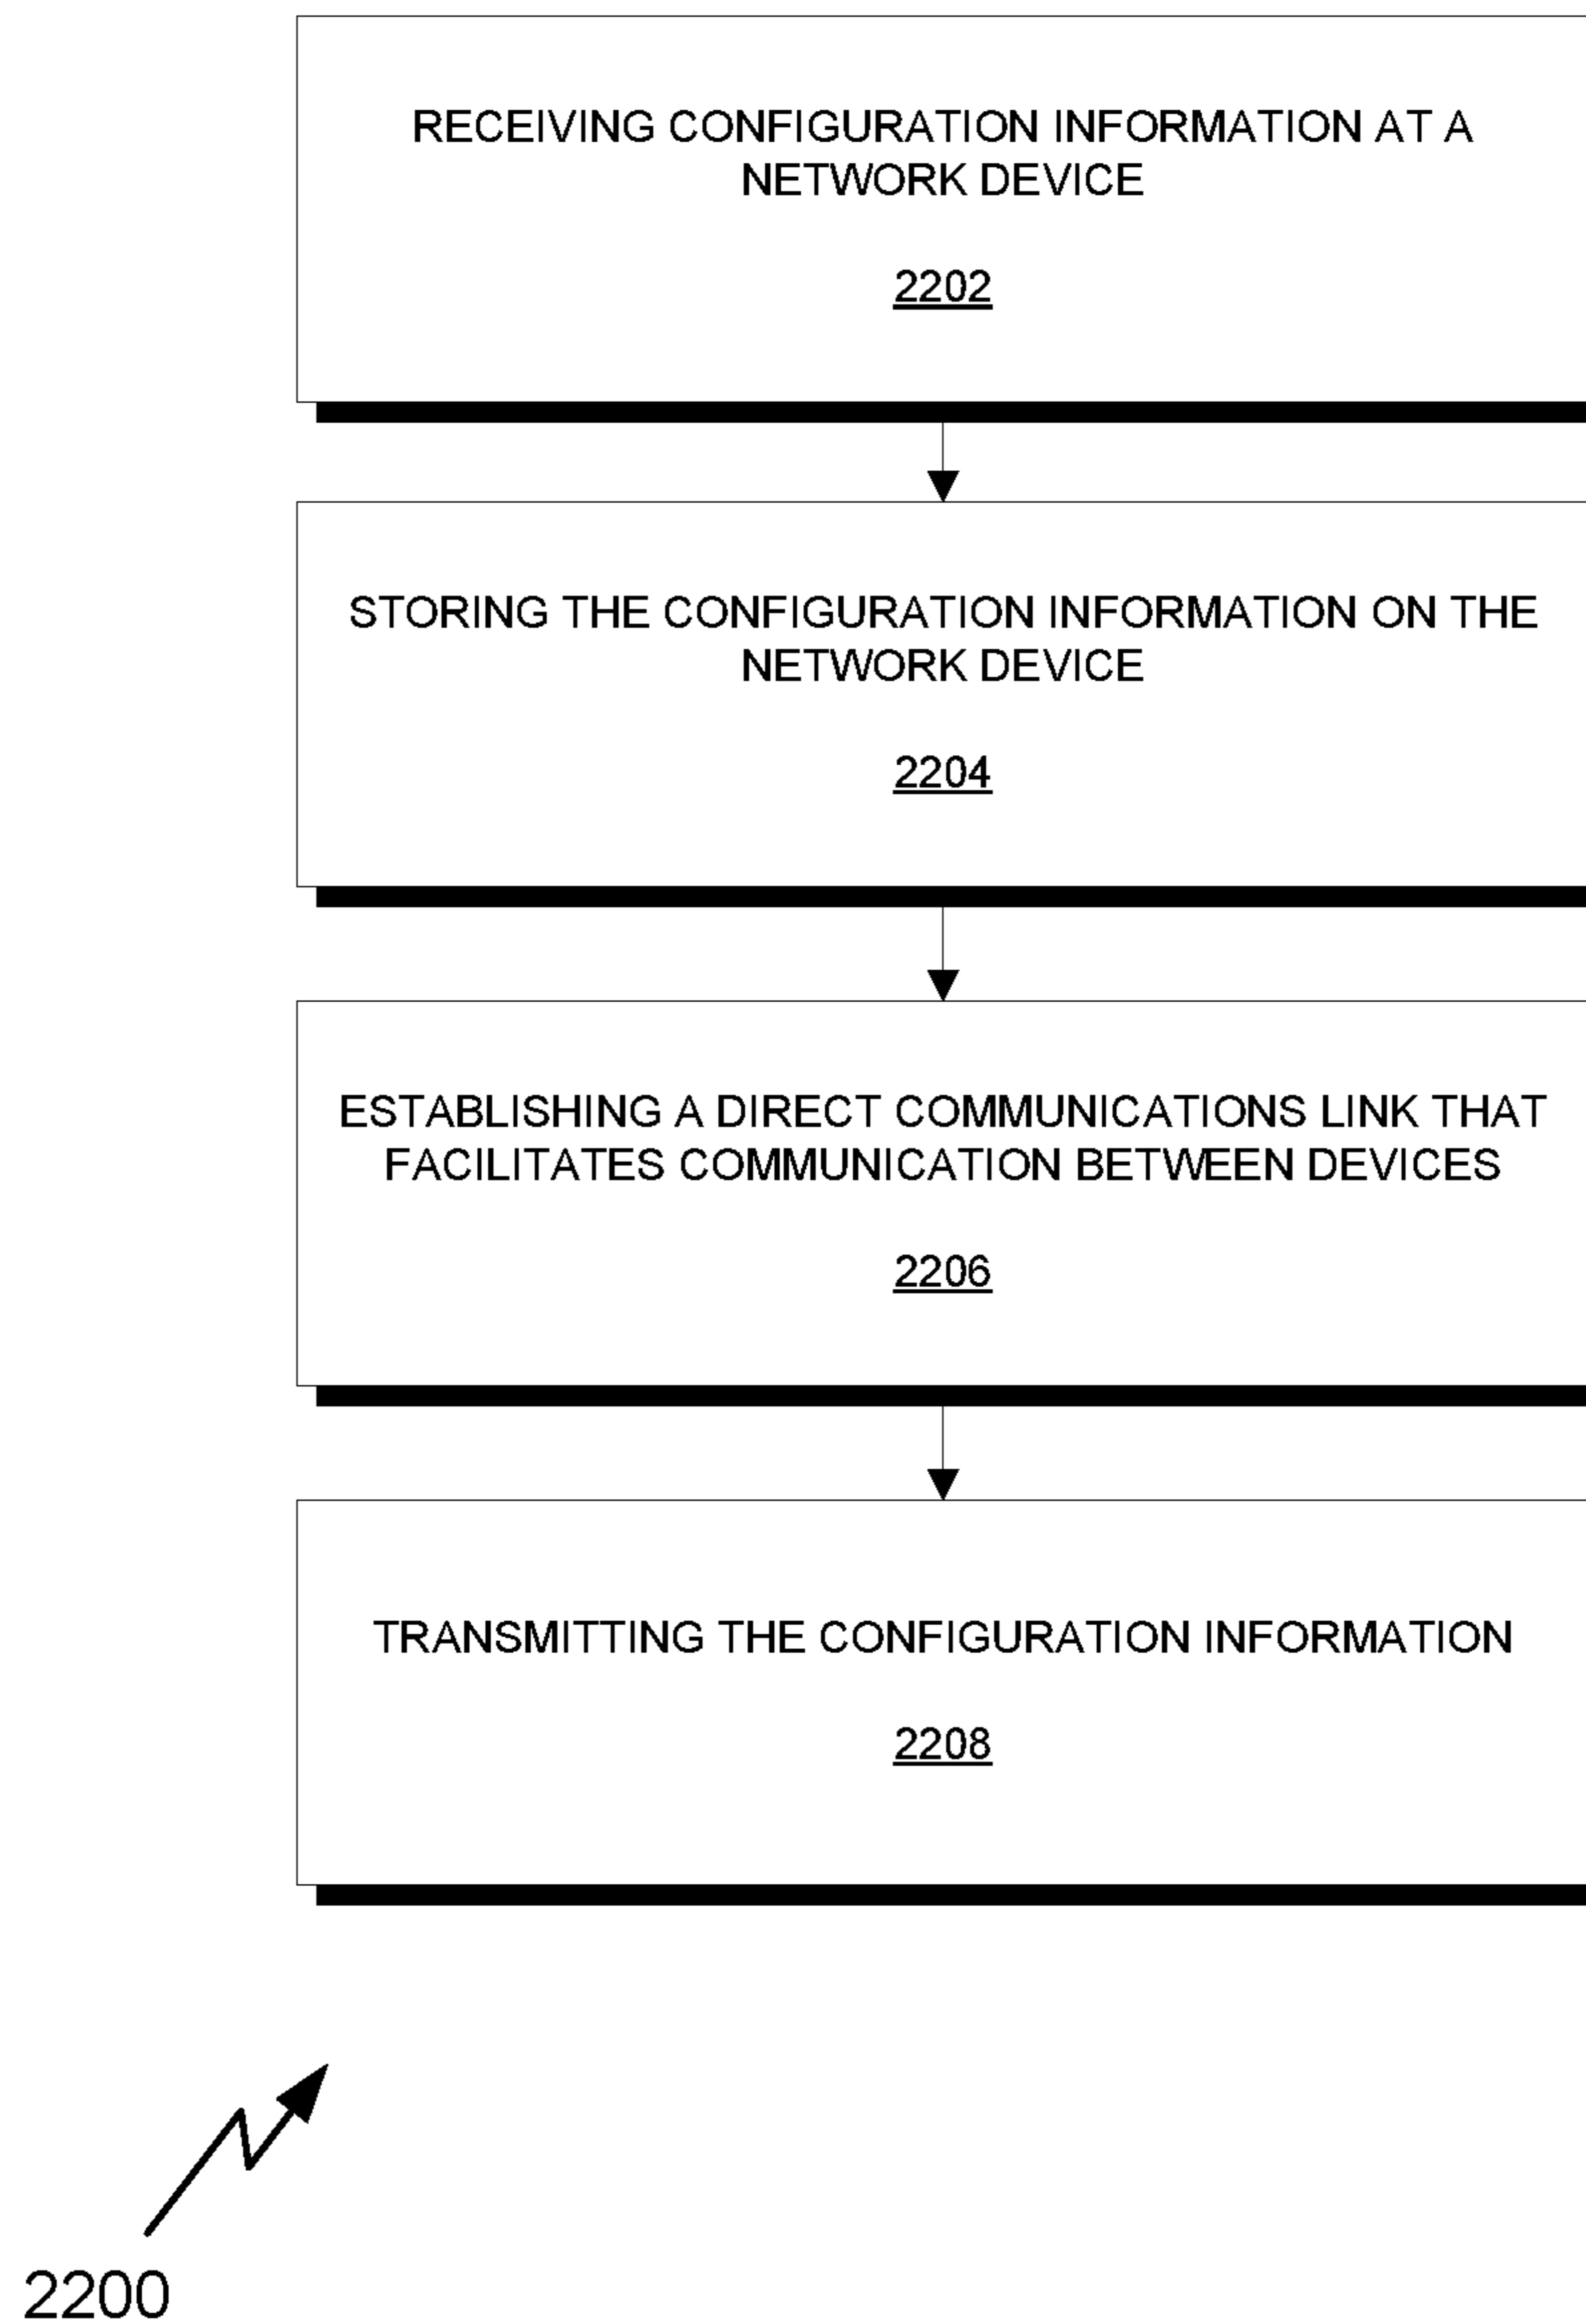 RECEIVING CONFIGURATION INFORMATION AT A
NETWORK DEVICE
2202
STORING THE CONFIGURATION INFORMATION ON THE
NETWORK DEVICE
2204
ESTABLISHING A DIRECT COMMUNICATIONS LINK THAT
FACILITATES COMMUNICATION BETWEEN DEVICES
2206
TRANSMITTING THE CONFIGURATION INFORMATION
2208
2200